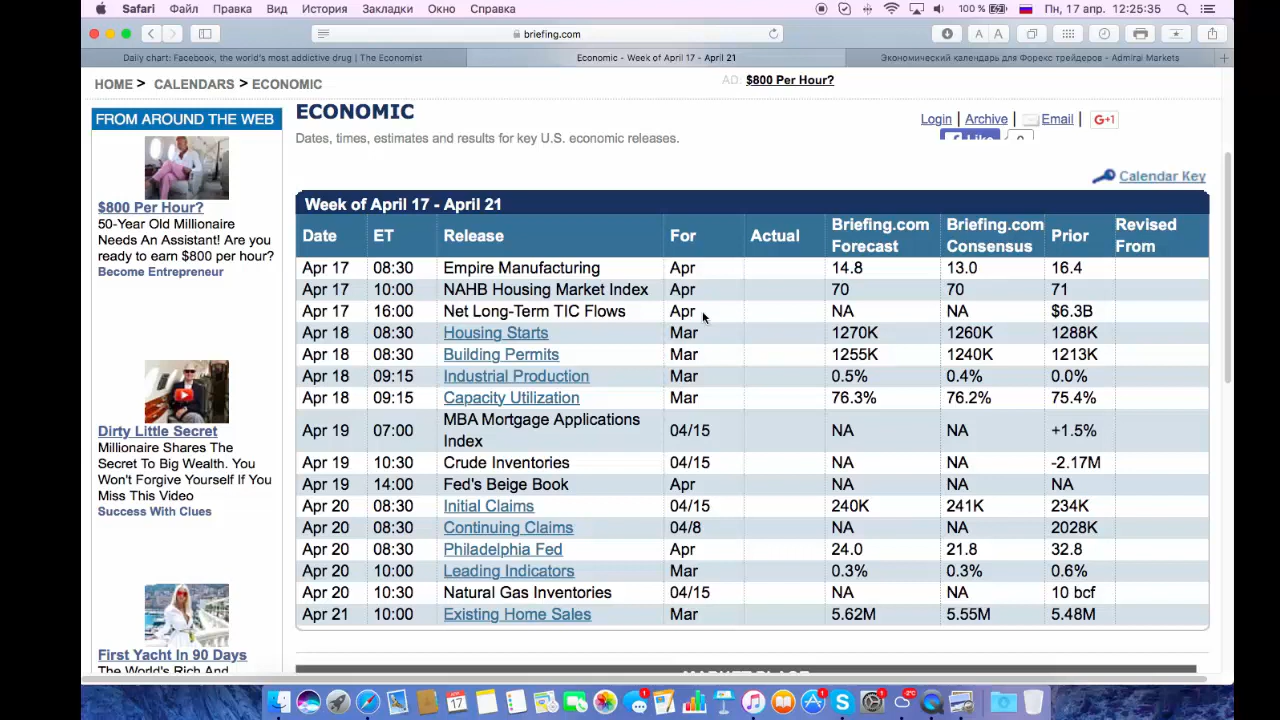 Safari Файл Правка Вид История Закладки Окно Справка 100 % Пн, 17 апр. 12:25:35
briefing.com
Daily chart: Facebook, the world's most addictive drug | The Economist Economic - Week of April 17 - April 21 Экономический календарь для Форекс трейдеров - Admiral Markets
HOME > CALENDARS > ECONOMIC
AD: $800 Per Hour?
FROM AROUND THE WEB
$800 Per Hour?
50-Year Old Millionaire
Needs An Assistant! Are you
ready to earn $800 per hour?
Become Entrepreneur
Dirty Little Secret
Millionaire Shares The
Secret To Big Wealth. You
Won't Forgive Yourself If You
Miss This Video
Success With Clues
First Yacht In 90 Days
The World's Rich And
ECONOMIC
Dates, times, estimates and results for key U.S. economic releases.
Login | Archive | Email | G+1
Like 0
Calendar Key
Week of April 17 - April 21
Date ET Release For Actual Briefing.com Forecast Briefing.com Consensus Prior Revised From
Apr 17 08:30 Empire Manufacturing Apr 14.8 13.0 16.4
Apr 17 10:00 NAHB Housing Market Index Apr 70 70 71
Apr 17 16:00 Net Long-Term TIC Flows Apr NA NA $6.3B
Apr 18 08:30 Housing Starts Mar 1270K 1260K 1288K
Apr 18 08:30 Building Permits Mar 1255K 1240K 1213K
Apr 18 09:15 Industrial Production Mar 0.5% 0.4% 0.0%
Apr 18 09:15 Capacity Utilization Mar 76.3% 76.2% 75.4%
Apr 19 07:00 MBA Mortgage Applications Index 04/15 NA NA +1.5%
Apr 19 10:30 Crude Inventories 04/15 NA NA -2.17M
Apr 19 14:00 Fed's Beige Book Apr NA NA NA
Apr 20 08:30 Initial Claims 04/15 240K 241K 234K
Apr 20 08:30 Continuing Claims 04/8 NA NA 2028K
Apr 20 08:30 Philadelphia Fed Apr 24.0 21.8 32.8
Apr 20 10:00 Leading Indicators Mar 0.3% 0.3% 0.6%
Apr 20 10:30 Natural Gas Inventories 04/15 NA NA 10 bcf
Apr 21 10:00 Existing Home Sales Mar 5.62M 5.55M 5.48M
MARKETPLACE